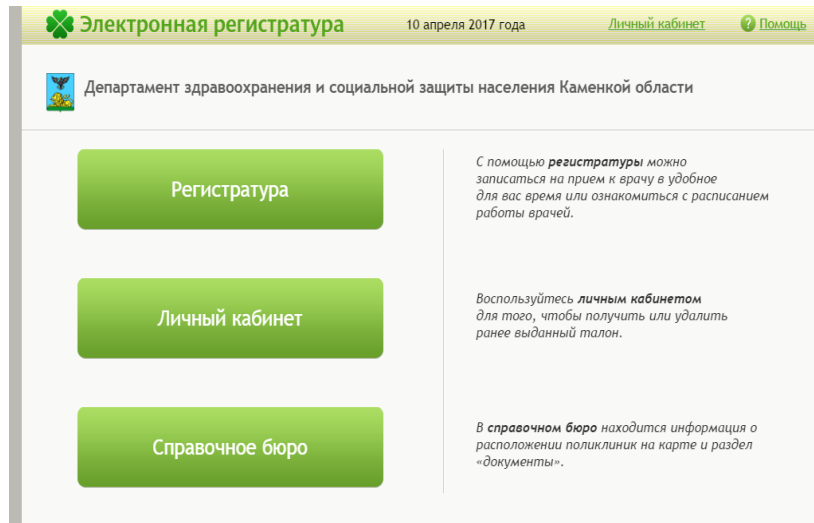 Электронная регистратура 10 апреля 2017 года Личный кабинет ? Помощь
Департамент здравоохранения и социальной защиты населения Каменкой области
Регистратура
С помощью регистратуры можно
записаться на прием к врачу в удобное
для вас время или ознакомиться с расписанием
работы врачей.
Личный кабинет
Воспользуйтесь личным кабинетом
для того, чтобы получить или удалить
ранее выданный талон.
Справочное бюро
В справочном бюро находится информация о
расположении поликлиник на карте и раздел
«документы».